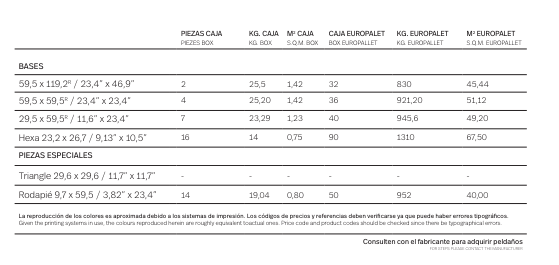 PIEZAS CAJA KG. CAJA M² CAJA CAJA EUROPALET KG. EUROPALET M² EUROPALET
PIEZES BOX KG. BOX S.Q.M. BOX BOX EUROPALLET KG. EUROPALLET S.Q.M. EUROPALLET
BASES
59,5 x 119,2ᴿ / 23,4" x 46,9" 2 25,5 1,42 32 830 45,44
59,5 x 59,5ᴿ / 23,4" x 23,4" 4 25,20 1,42 36 921,20 51,12
29,5 x 59,5ᴿ / 11,6" x 23,4" 7 23,29 1,23 40 945,6 49,20
Hexa 23,2 x 26,7 / 9,13" x 10,5" 16 14 0,75 90 1310 67,50
PIEZAS ESPECIALES
Triangle 29,6 x 29,6 / 11,7" x 11,7" - - - - - -
Rodapié 9,7 x 59,5 / 3,82" x 23,4" 14 19,04 0,80 50 952 40,00
La reproducción de los colores es aproximada debido a los sistemas de impresión. Los códigos de precios y referencias deben verificarse ya que puede haber errores tipográficos.
Given the printing systems in use, the colours reproduced herein are roughly equivalent toactual ones. Price code and product codes should be checked since there be typographical errors.
Consulten con el fabricante para adquirir peldaños
FOR STEPS PLEASE CONTACT THE MANUFACTURER